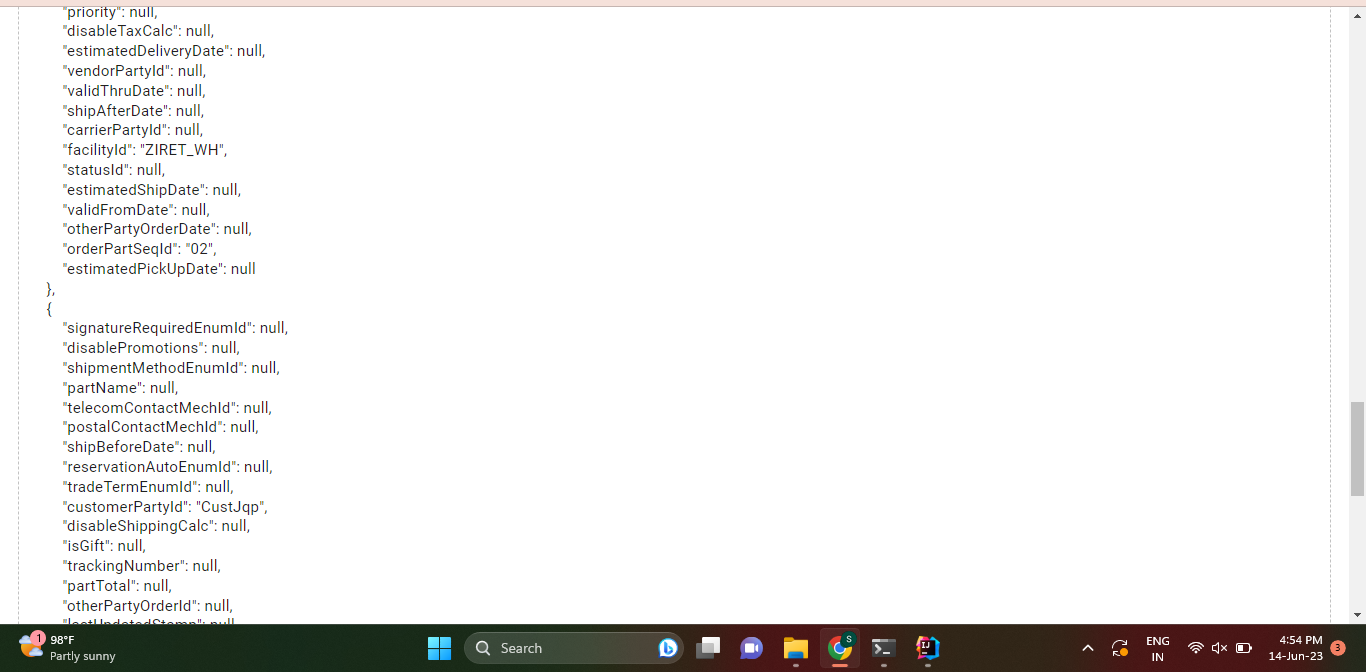 "priority": null,
"disableTaxCalc": null,
"estimatedDeliveryDate": null,
"vendorPartyId": null,
"validThruDate": null,
"shipAfterDate": null,
"carrierPartyId": null,
"facilityId": "ZIRET_WH",
"statusId": null,
"estimatedShipDate": null,
"validFromDate": null,
"otherPartyOrderDate": null,
"orderPartSeqId": "02",
"estimatedPickUpDate": null
},
{
"signatureRequiredEnumId": null,
"disablePromotions": null,
"shipmentMethodEnumId": null,
"partName": null,
"telecomContactMechId": null,
"postalContactMechId": null,
"shipBeforeDate": null,
"reservationAutoEnumId": null,
"tradeTermEnumId": null,
"customerPartyId": "CustJqp",
"disableShippingCalc": null,
"isGift": null,
"trackingNumber": null,
"partTotal": null,
"otherPartyOrderId": null,
"lastUpdatedStamp": null
1
98°F
Partly sunny
Search
S
ENG
IN
4:54 PM
14-Jun-23
3